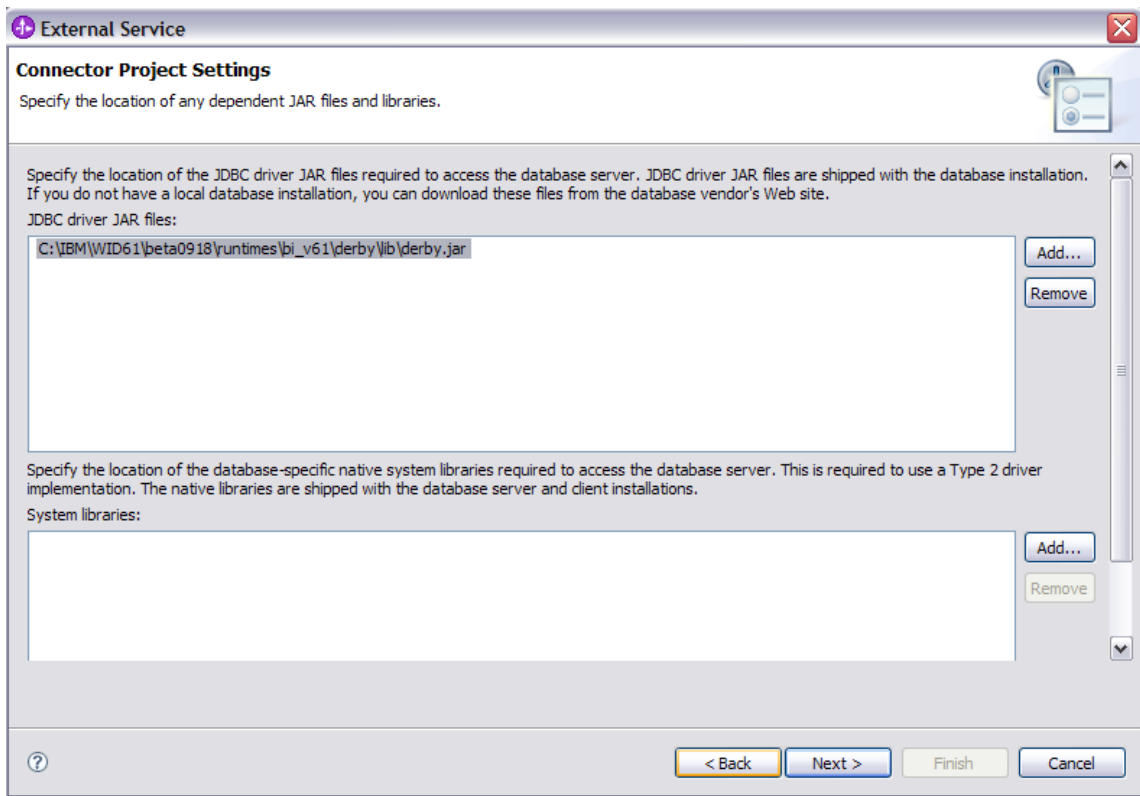 External Service
Connector Project Settings
Specify the location of any dependent JAR files and libraries.
Specify the location of the JDBC driver JAR files required to access the database server. JDBC driver JAR files are shipped with the database installation.
If you do not have a local database installation, you can download these files from the database vendor's Web site.
JDBC driver JAR files:
C:\IBM\WID61\beta0918\runtimes\bi_v61\derby\lib\derby.jar
Add...
Remove
Specify the location of the database-specific native system libraries required to access the database server. This is required to use a Type 2 driver
implementation. The native libraries are shipped with the database server and client installations.
System libraries:
Add...
Remove
?
< Back
Next >
Finish
Cancel